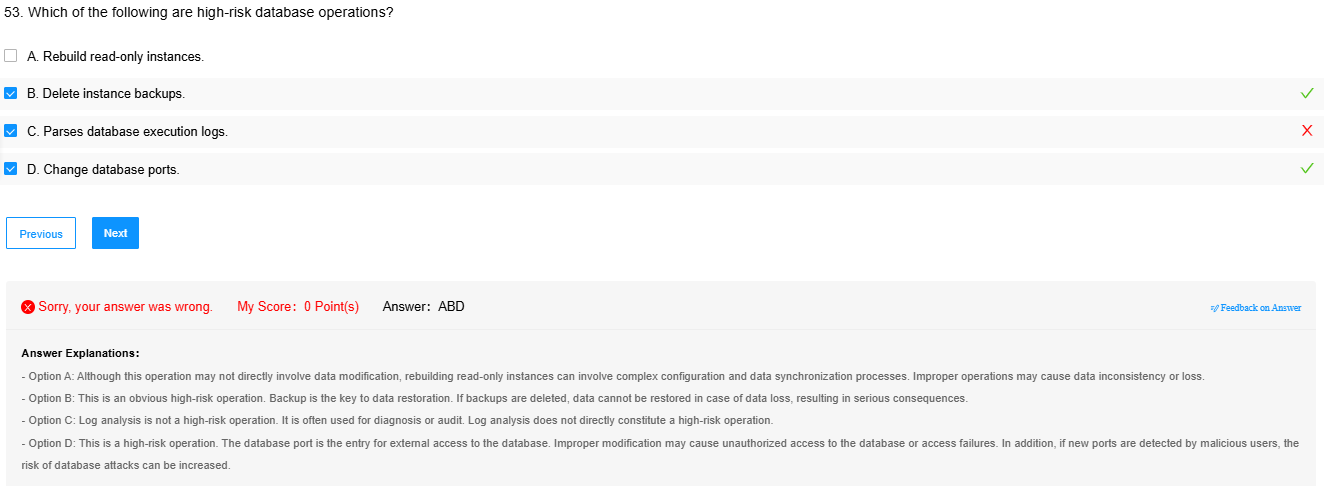 53. Which of the following are high-risk database operations?
A. Rebuild read-only instances.
B. Delete instance backups.
C. Parses database execution logs.
D. Change database ports.
Previous
Next
Sorry, your answer was wrong. My Score: 0 Point(s) Answer: ABD
Feedback on Answer
Answer Explanations:
- Option A: Although this operation may not directly involve data modification, rebuilding read-only instances can involve complex configuration and data synchronization processes. Improper operations may cause data inconsistency or loss.
- Option B: This is an obvious high-risk operation. Backup is the key to data restoration. If backups are deleted, data cannot be restored in case of data loss, resulting in serious consequences.
- Option C: Log analysis is not a high-risk operation. It is often used for diagnosis or audit. Log analysis does not directly constitute a high-risk operation.
- Option D: This is a high-risk operation. The database port is the entry for external access to the database. Improper modification may cause unauthorized access to the database or access failures. In addition, if new ports are detected by malicious users, the
risk of database attacks can be increased.